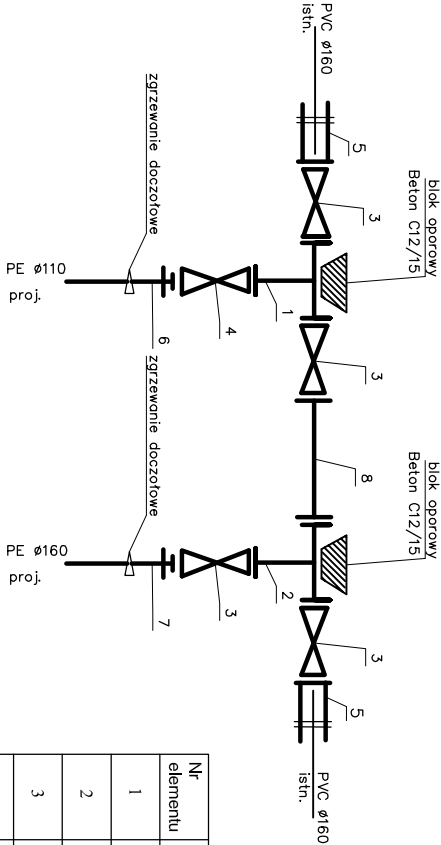 PVC ø160
istn.
5
3
blok oporowy
Beton C12/15
1
4
6
zgrzewanie doczołowe
PE ø110
proj.
3
8
blok oporowy
Beton C12/15
2
3
7
zgrzewanie doczołowe
PE ø160
proj.
3
5
PVC ø160
istn.
Nr
elementu
1
2
3